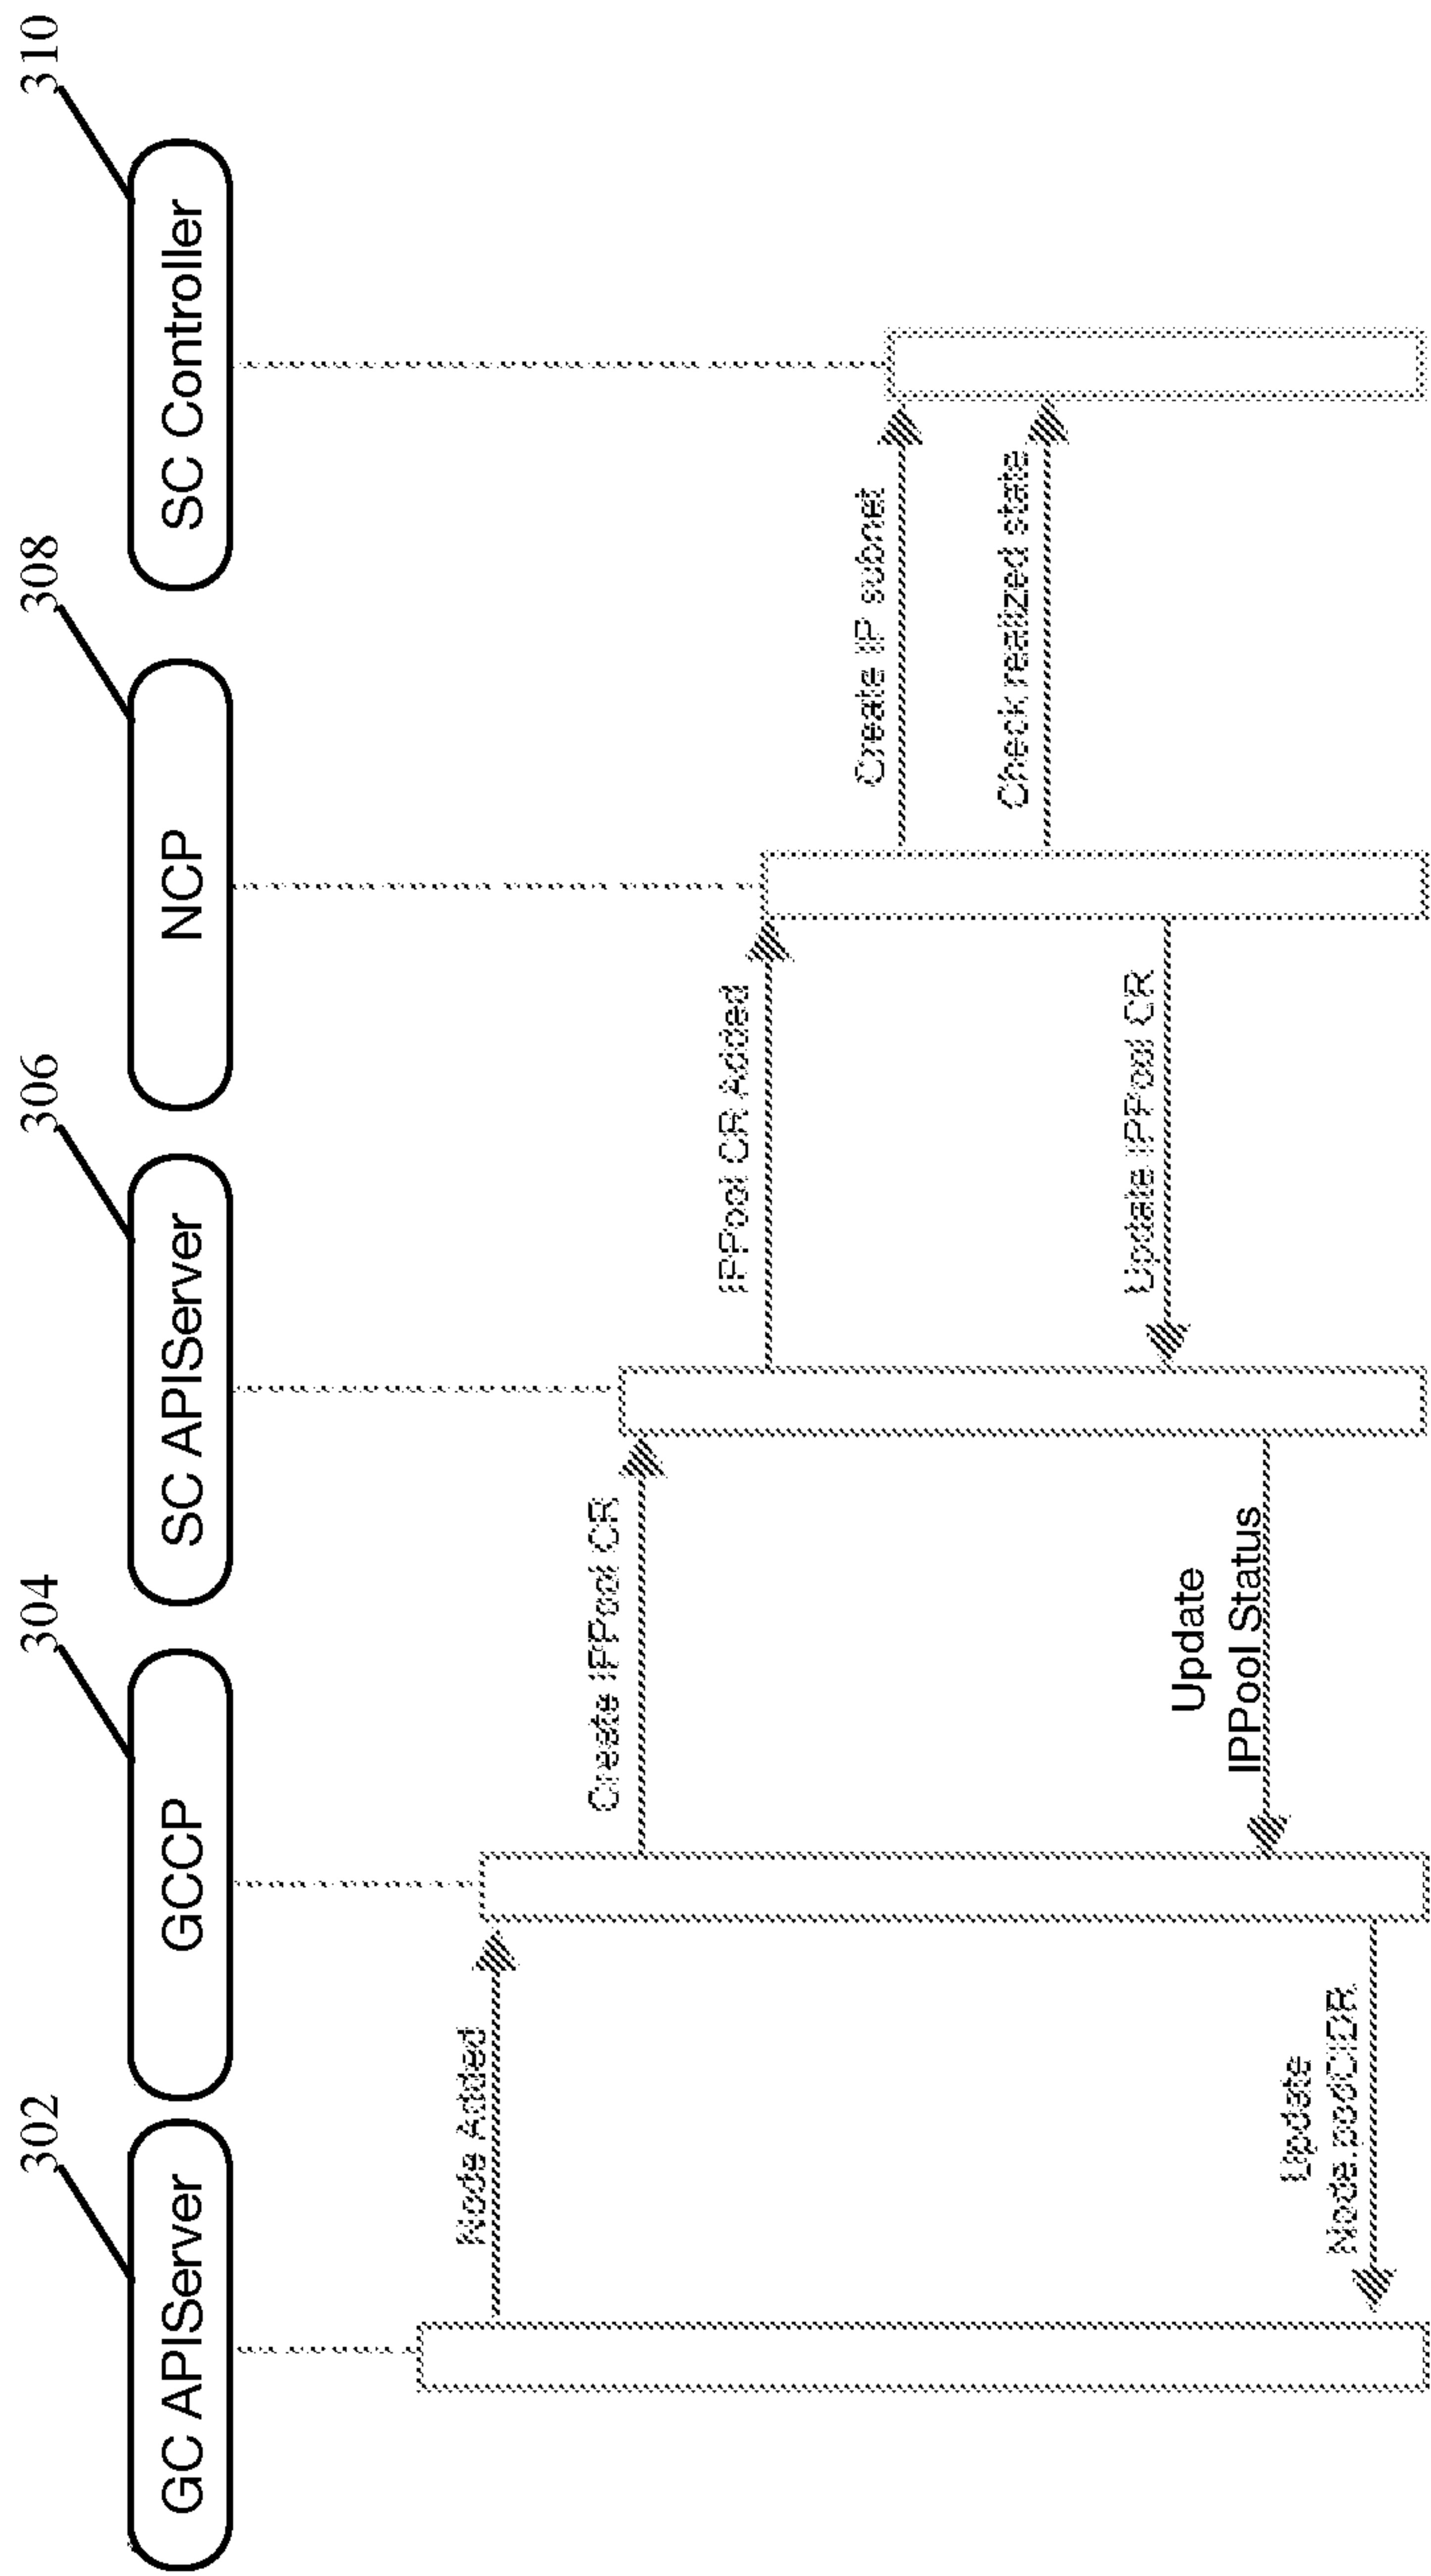 302
304
306
308
310
GC APIServer
GCCP
SC APIServer
NCP
SC Controller
Node Added
Create IPPool CR
IPPool CR Added
Create IP subnet
Check realized state
Update IPPool CR
Update
IPPool Status
Update
Node.podCIDR